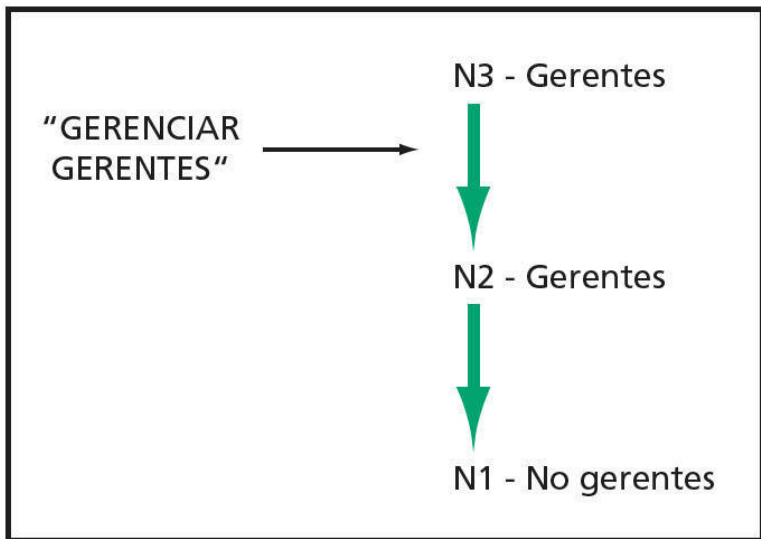 N3 - Gerentes
“GERENCIAR
GERENTES“
N2 - Gerentes
N1 - No gerentes